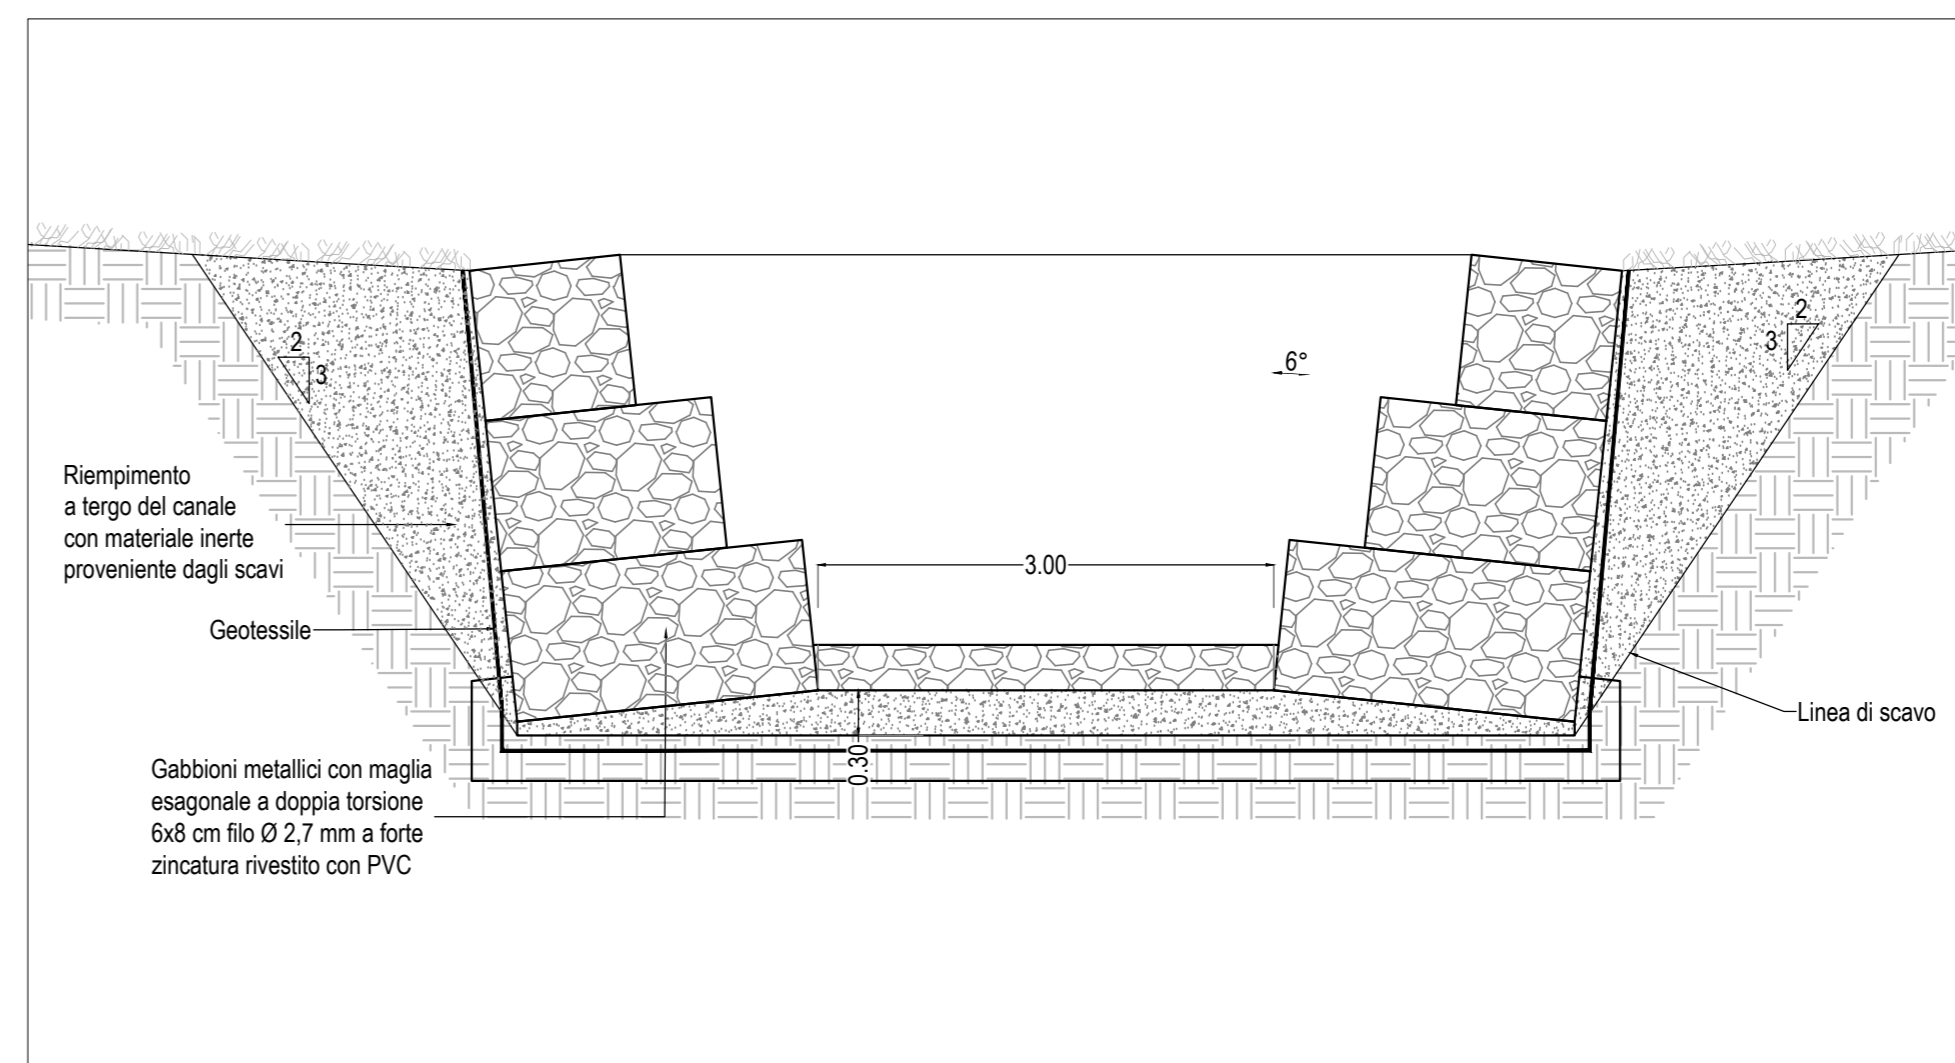 2
3
2
3
6°
Riempimento
a tergo del canale
con materiale inerte
proveniente dagli scavi
3.00
Geotessile
Linea di scavo
0.30
Gabbioni metallici con maglia
esagonale a doppia torsione
6x8 cm filo Ø 2,7 mm a forte
zincatura rivestito con PVC